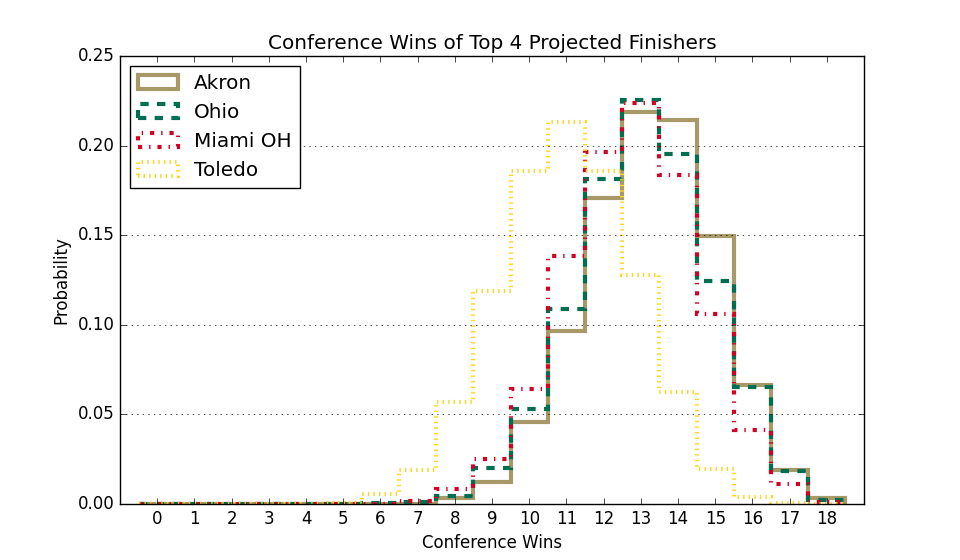 Conference Wins of Top 4 Projected Finishers
0.25
0.20
0.15
0.10
0.05
0.00
Probability
Akron
Ohio
Miami OH
Toledo
0 1 2 3 4 5 6 7 8 9 10 11 12 13 14 15 16 17 18
Conference Wins